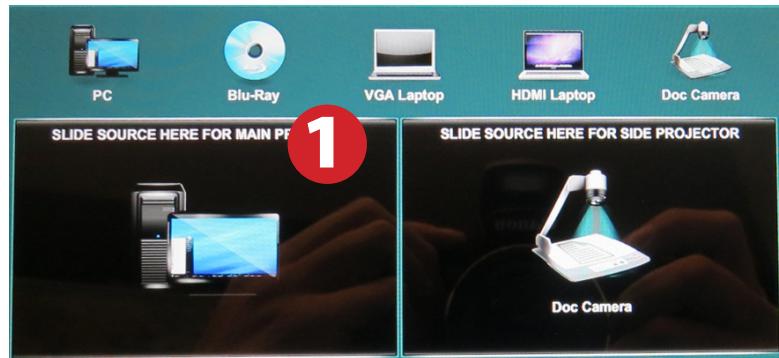 PC
Blu-Ray
VGA Laptop
HDMI Laptop
Doc Camera
SLIDE SOURCE HERE FOR MAIN
1
SLIDE SOURCE HERE FOR SIDE PROJECTOR
Doc Camera